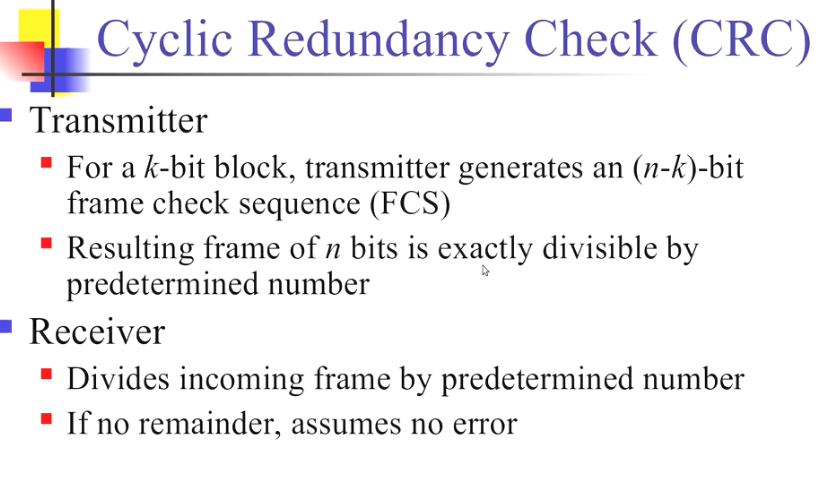 Cyclic Redundancy Check (CRC)
Transmitter
For a k-bit block, transmitter generates an (n-k)-bit
frame check sequence (FCS)
Resulting frame of n bits is exactly divisible by
predetermined number
Receiver
Divides incoming frame by predetermined number
If no remainder, assumes no error